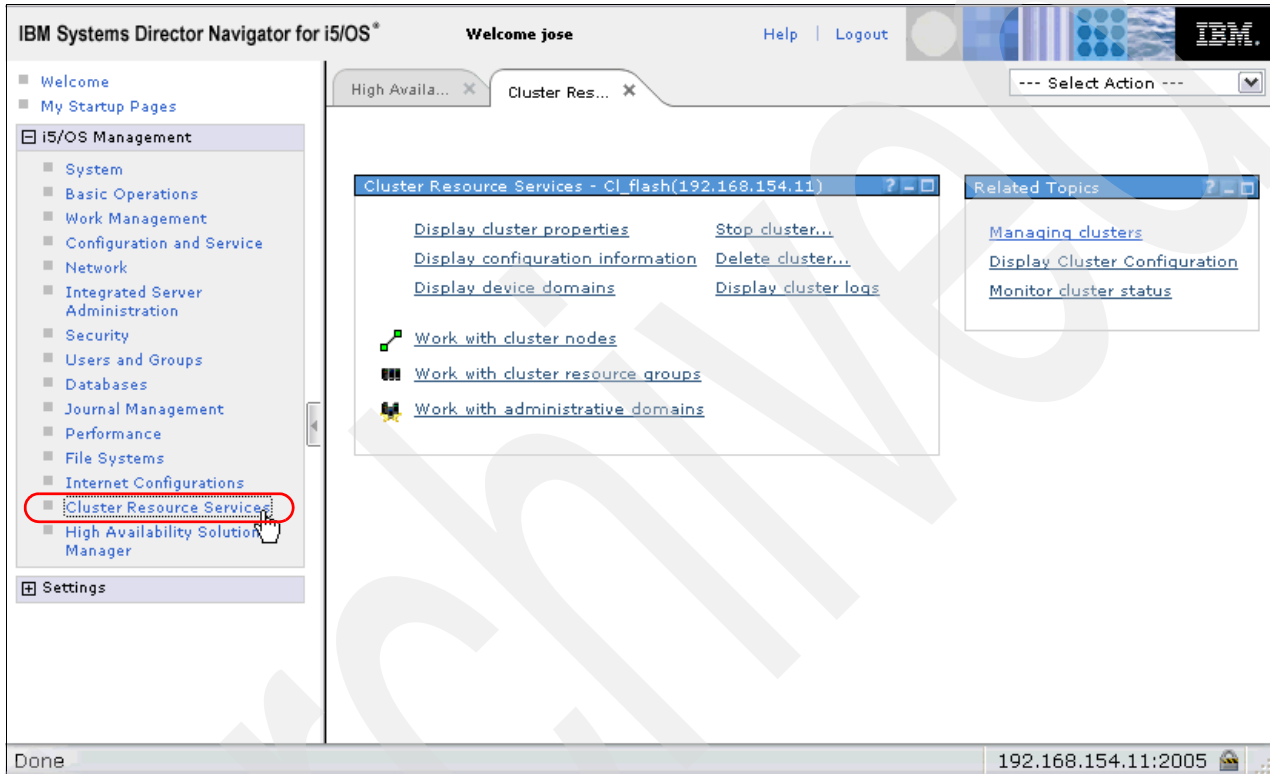 IBM Systems Director Navigator for i5/OS®
Welcome jose
Help | Logout
IBM.
Welcome
My Startup Pages
i5/OS Management
System
Basic Operations
Work Management
Configuration and Service
Network
Integrated Server
Administration
Security
Users and Groups
Databases
Journal Management
Performance
File Systems
Internet Configurations
Cluster Resource Services
High Availability Solution
Manager
Settings
High Availa...
Cluster Res...
--- Select Action ---
Cluster Resource Services - Cl_flash(192.168.154.11)
Display cluster properties
Stop cluster...
Display configuration information
Delete cluster...
Display device domains
Display cluster logs
Work with cluster nodes
Work with cluster resource groups
Work with administrative domains
Related Topics
Managing clusters
Display Cluster Configuration
Monitor cluster status
Done
192.168.154.11:2005